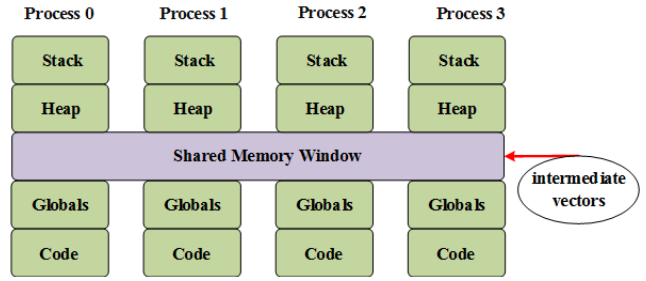 Process 0 Process 1 Process 2 Process 3
Stack Stack Stack Stack
Heap Heap Heap Heap
Shared Memory Window
intermediate
vectors
Globals Globals Globals Globals
Code Code Code Code